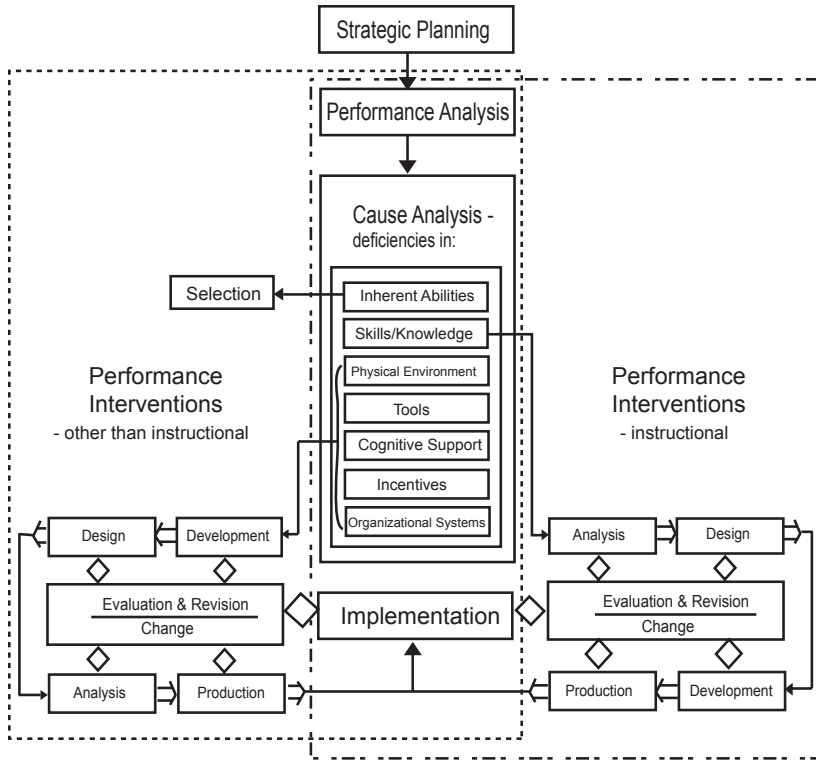 Strategic Planning
Performance Analysis
Cause Analysis -
deficiencies in:
Selection
Inherent Abilities
Skills/Knowledge
Physical Environment
Tools
Cognitive Support
Incentives
Organizational Systems
Performance
Interventions
- other than instructional
Performance
Interventions
- instructional
Design
Development
Evaluation & Revision
Change
Analysis
Production
Implementation
Analysis
Design
Evaluation & Revision
Change
Production
Development